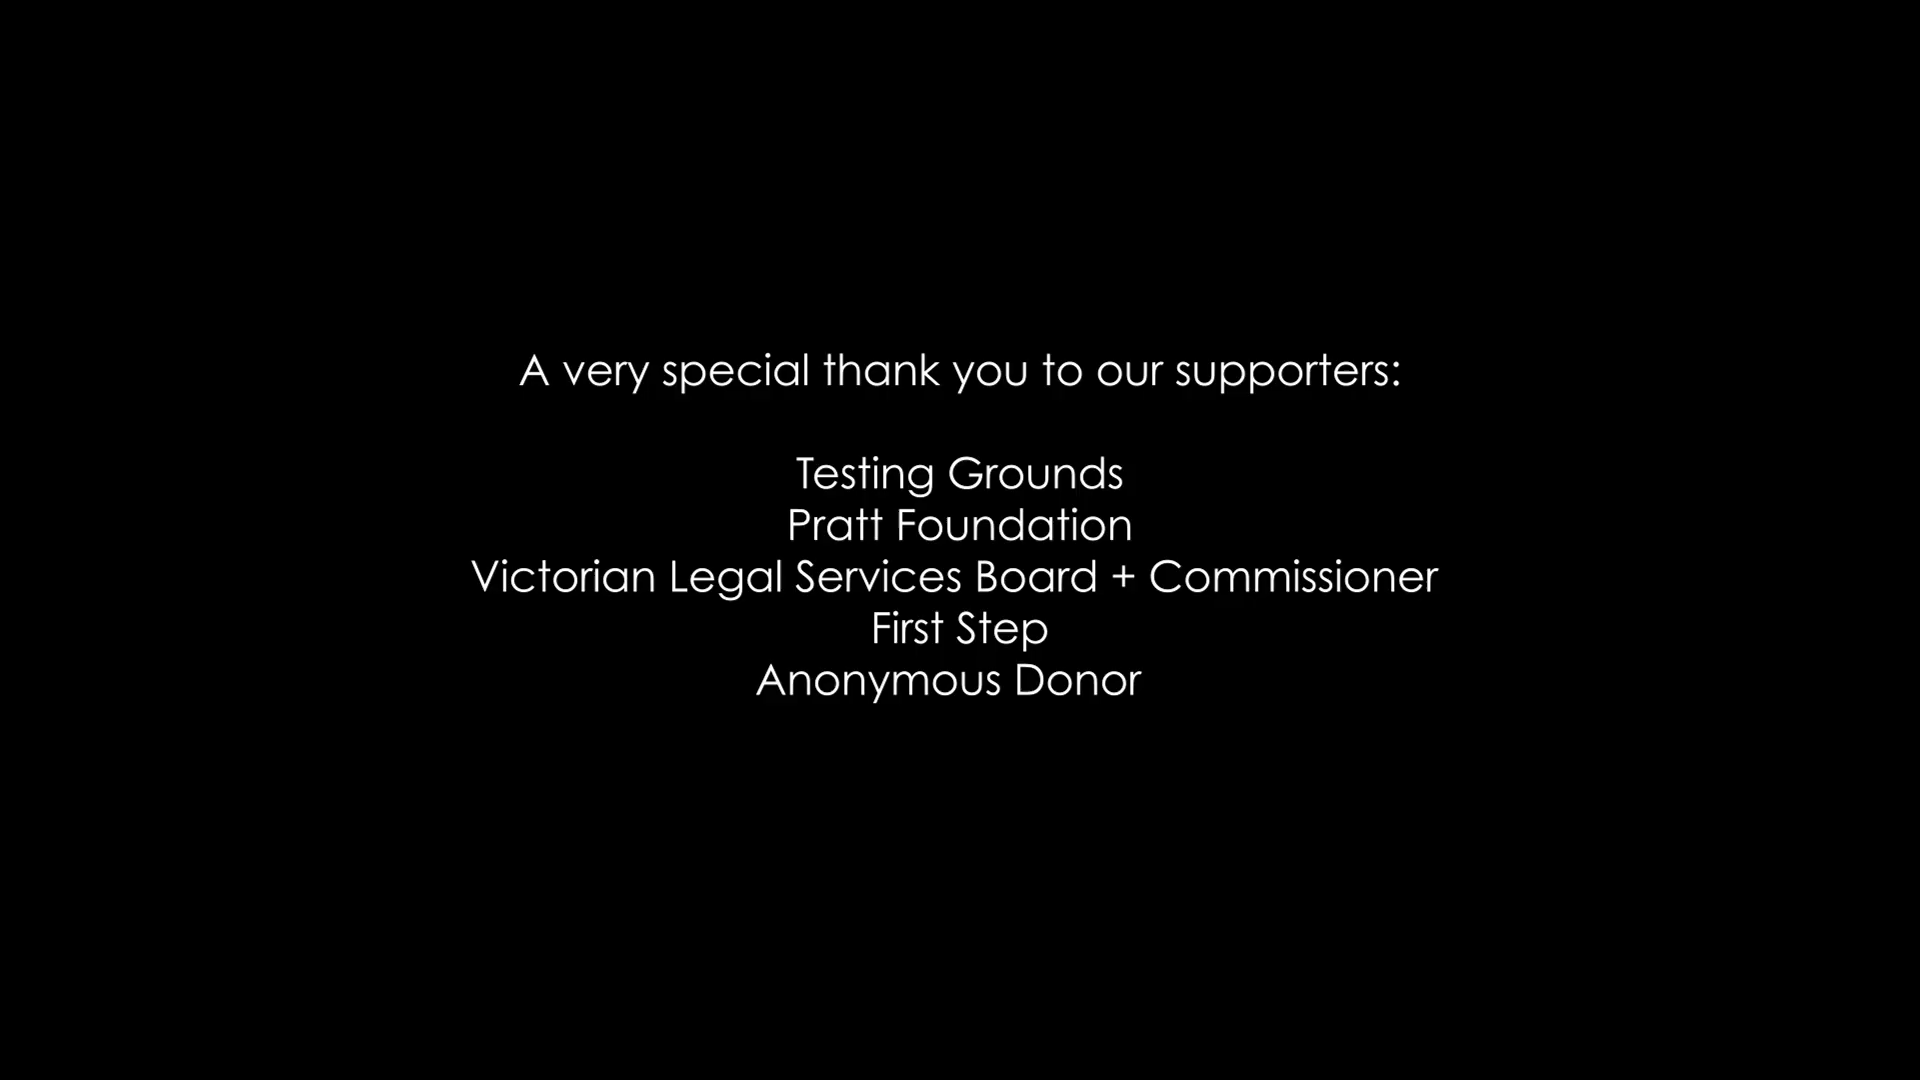 A very special thank you to our supporters:
Testing Grounds
Pratt Foundation
Victorian Legal Services Board + Commissioner
First Step
Anonymous Donor